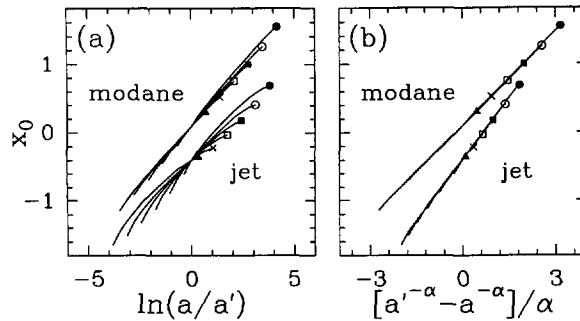 (a)
(b)
modane
modane
jet
jet
x₀
1
0
−1
−5
0
5
−3
0
3
ln(a/a')
[a'^{-α}−a^{-α}]/α